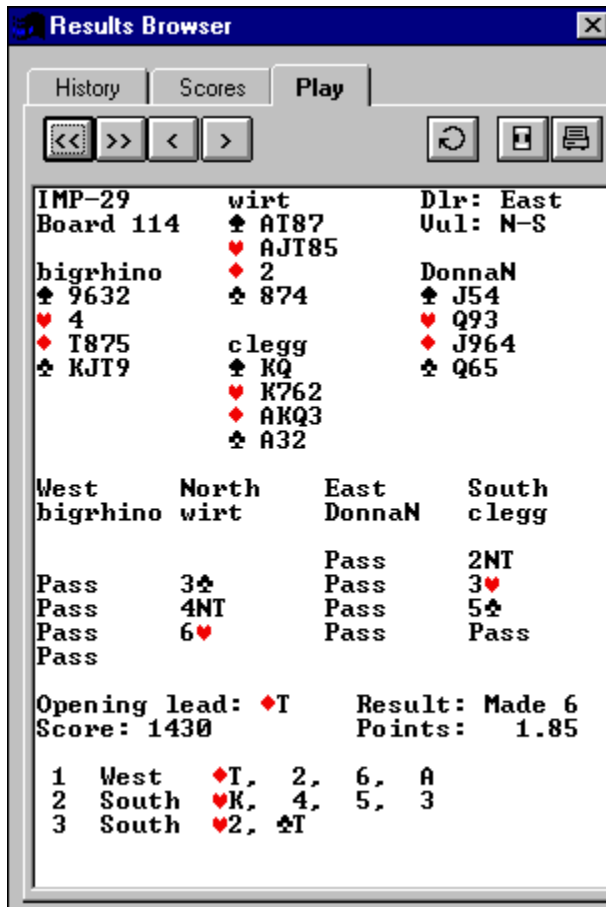 Results Browser
History Scores Play
<< >> < >
IMP-29 wirt Dlr: East
Board 114 ♠ AT87 Vul: N-S
♥ AJT85
bigrhino ♦ 2 DonnaN
♠ 9632 ♣ 874 ♠ J54
♥ 4 ♥ Q93
♦ T875 clegg ♦ J964
♣ KJT9 ♠ KQ ♣ Q65
♥ K762
♦ AKQ3
♣ A32
West North East South
bigrhino wirt DonnaN clegg
Pass 2NT
Pass 3♣ Pass 3♥
Pass 4NT Pass 5♣
Pass 6♥ Pass Pass
Pass
Opening lead: ♦T Result: Made 6
Score: 1430 Points: 1.85
1 West ♦T, 2, 6, A
2 South ♥K, 4, 5, 3
3 South ♥2, ♣T